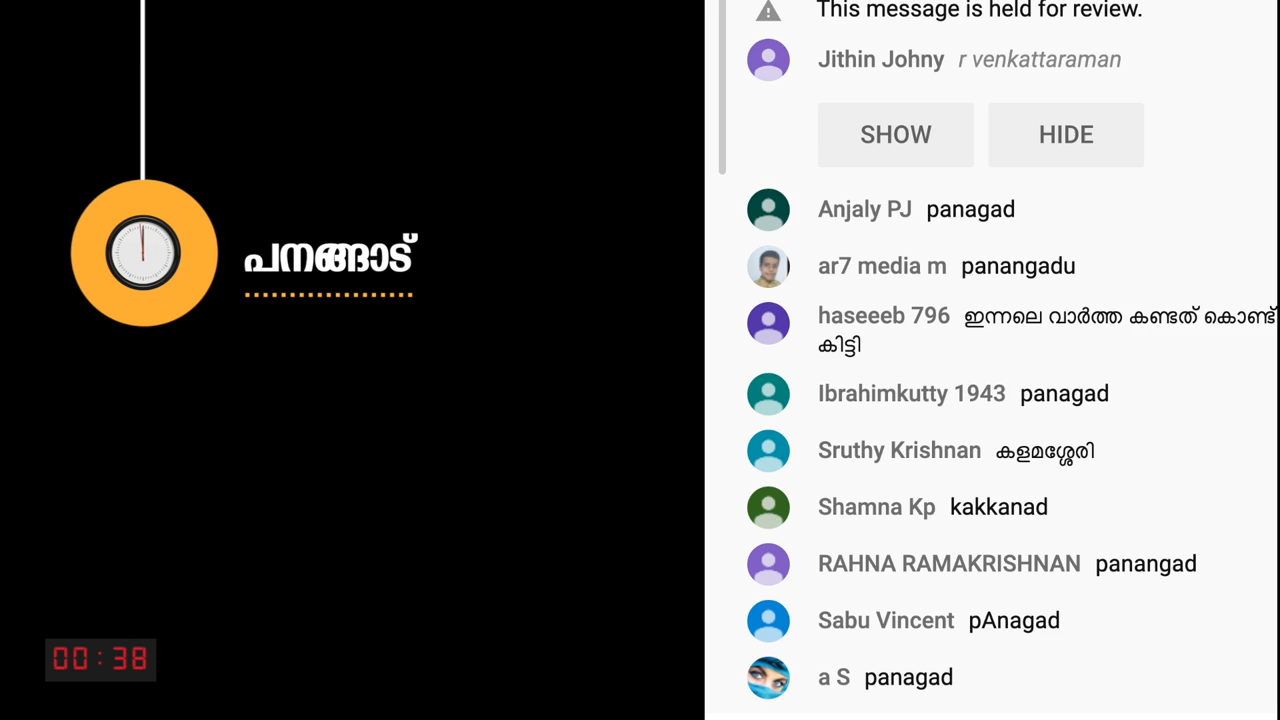 പനങ്ങാട്
00:38
This message is held for review.
Jithin Johny r venkattaraman
SHOW HIDE
Anjaly PJ panagad
ar7 media m panangadu
haseeeb 796 ഇന്നലെ വാർത്ത കണ്ടത് കൊണ്ട്
കിട്ടി
Ibrahimkutty 1943 panagad
Sruthy Krishnan കളമശ്ശേരി
Shamna Kp kakkanad
RAHNA RAMAKRISHNAN panangad
Sabu Vincent pAnagad
a S panagad